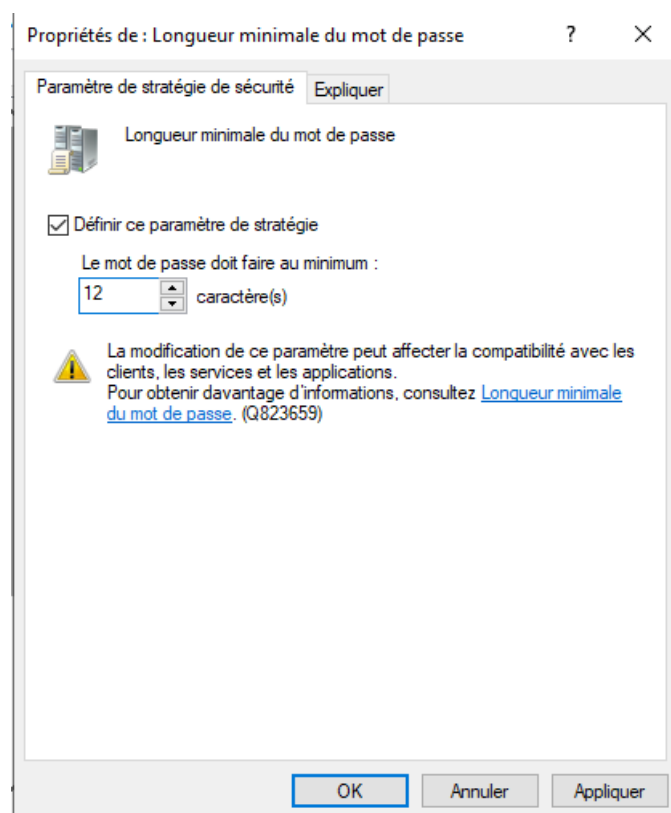 Propriétés de : Longueur minimale du mot de passe ? ×
Paramètre de stratégie de sécurité Expliquer
Longueur minimale du mot de passe
Définir ce paramètre de stratégie
Le mot de passe doit faire au minimum :
12 caractère(s)
La modification de ce paramètre peut affecter la compatibilité avec les
clients, les services et les applications.
Pour obtenir davantage d'informations, consultez Longueur minimale
du mot de passe. (Q823659)
OK Annuler Appliquer